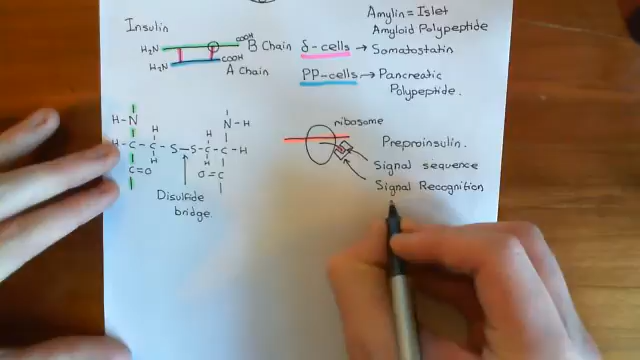 Insulin
Amylin = Islet
Amyloid Polypeptide
H₂N COOH B Chain
H₂N COOH A Chain
δ-cells → Somatostatin
PP-cells → Pancreatic
Polypeptide.
H-N
H H
H-C-C-S-S-C-C-H
H H
C=O
N-H
O=C
Disulfide
bridge.
ribosome
Preproinsulin.
Signal sequence
Signal Recognition